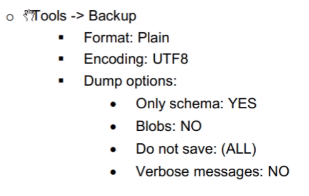 ○ Tools -> Backup
▪ Format: Plain
▪ Encoding: UTF8
▪ Dump options:
• Only schema: YES
• Blobs: NO
• Do not save: (ALL)
• Verbose messages: NO